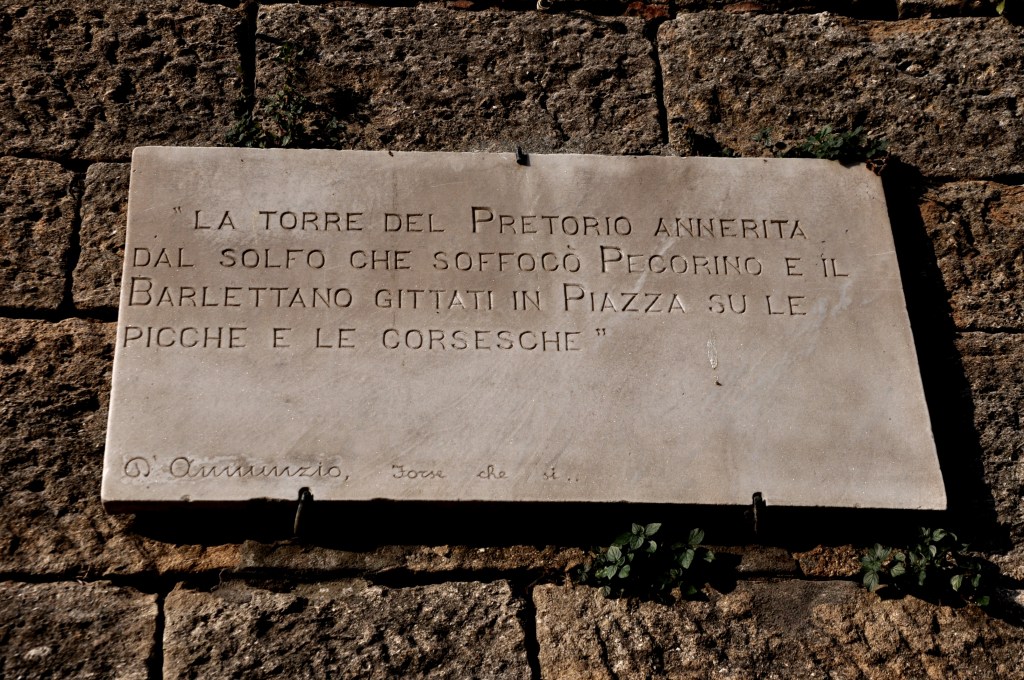 "LA TORRE DEL PRETORIO ANNERITA
DAL SOLFO CHE SOFFOCÒ PECORINO E IL
BARLETTANO GITTATI IN PIAZZA SU LE
PICCHE E LE CORSESCHE"
D'Annunzio, Forse che si..